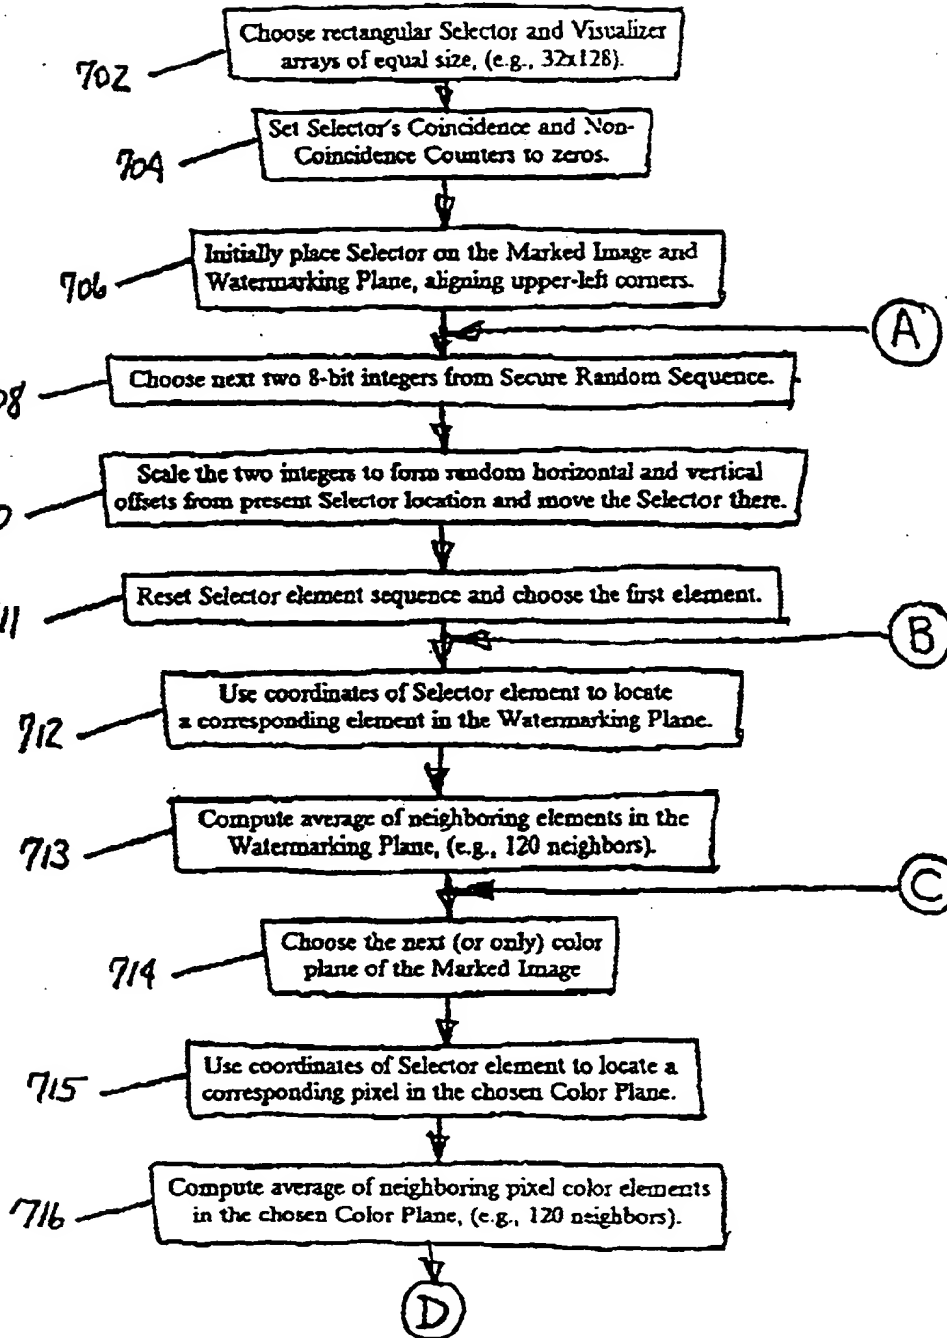 Choose rectangular Selector and Visualizer
arrays of equal size, (e.g., 32x128).
702
Set Selector's Coincidence and Non-
Coincidence Counters to zeros.
704
Initially place Selector on the Marked Image and
Watermarking Plane, aligning upper-left corners.
706
A
Choose next two 8-bit integers from Secure Random Sequence.
08
Scale the two integers to form random horizontal and vertical
offsets from present Selector location and move the Selector there.
0
Reset Selector element sequence and choose the first element.
11
B
Use coordinates of Selector element to locate
a corresponding element in the Watermarking Plane.
712
Compute average of neighboring elements in the
Watermarking Plane, (e.g., 120 neighbors).
713
C
Choose the next (or only) color
plane of the Marked Image
714
Use coordinates of Selector element to locate a
corresponding pixel in the chosen Color Plane.
715
Compute average of neighboring pixel color elements
in the chosen Color Plane, (e.g., 120 neighbors).
716
D